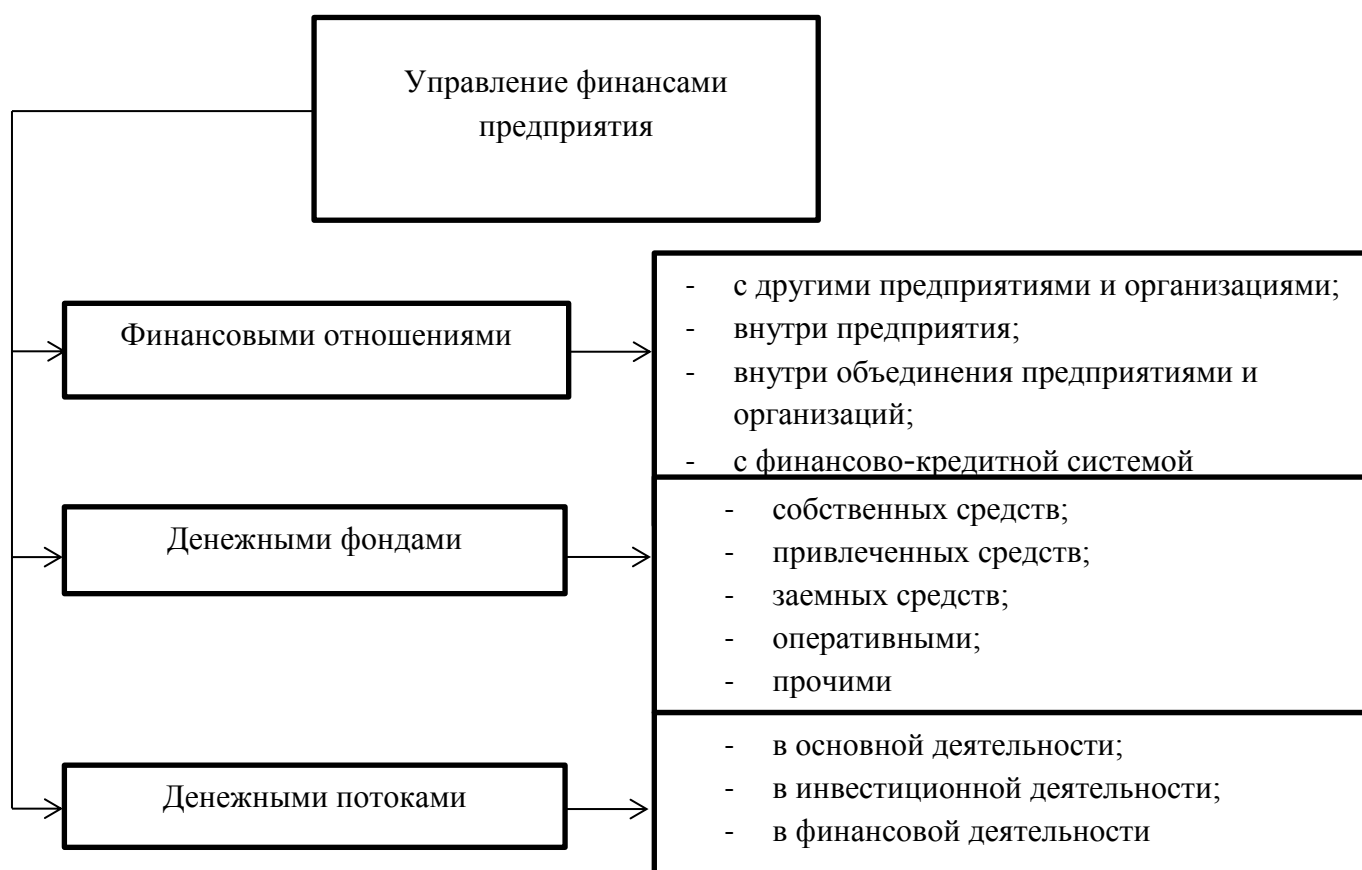 Управление финансами
предприятия
Финансовыми отношениями
- с другими предприятиями и организациями;
- внутри предприятия;
- внутри объединения предприятиями и
организаций;
- с финансово-кредитной системой
Денежными фондами
- собственных средств;
- привлеченных средств;
- заемных средств;
- оперативными;
- прочими
Денежными потоками
- в основной деятельности;
- в инвестиционной деятельности;
- в финансовой деятельности